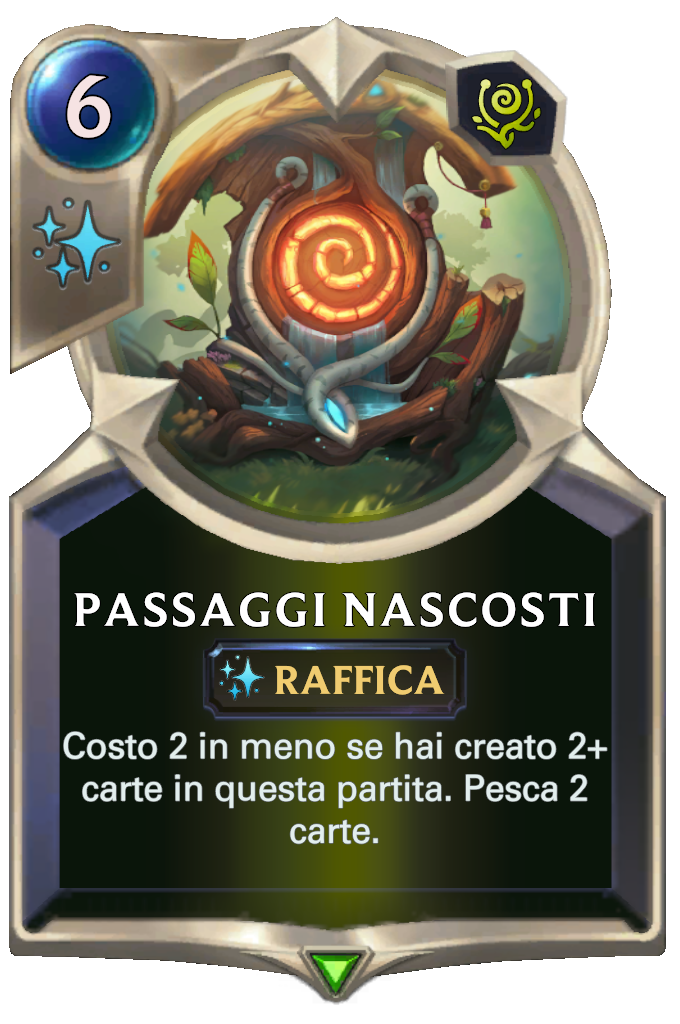 6
PASSAGGI NASCOSTI
RAFFICA
Costo 2 in meno se hai creato 2+
carte in questa partita. Pesca 2
carte.